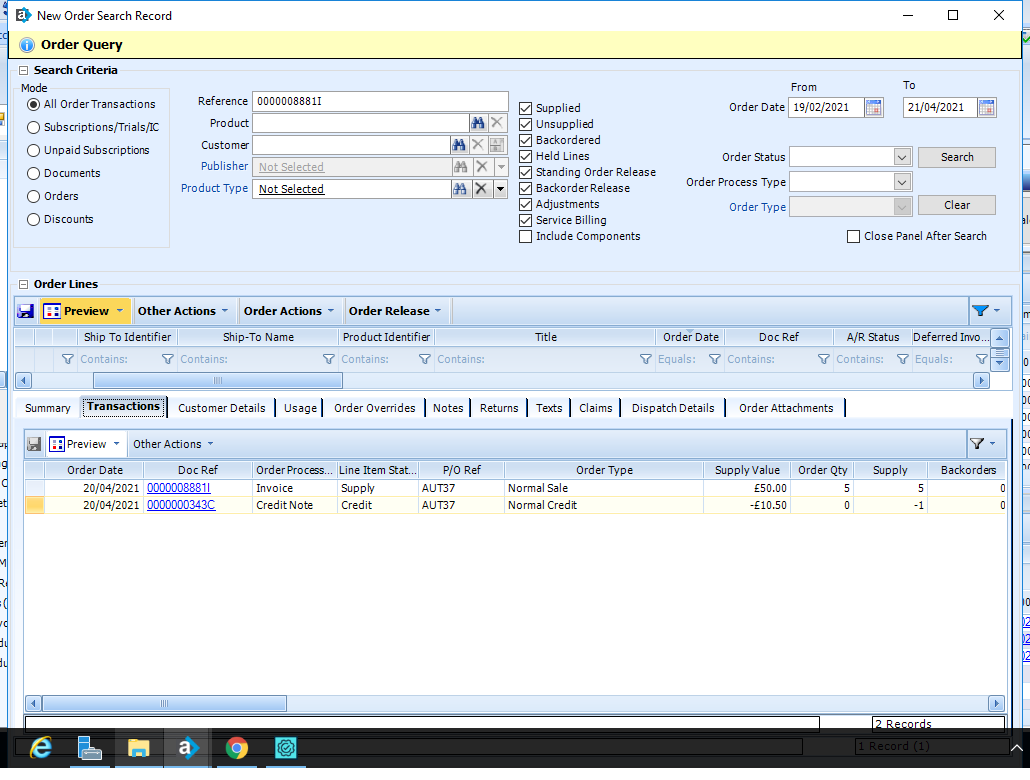 New Order Search Record
Order Query
Search Criteria
Mode
All Order Transactions
Subscriptions/Trials/IC
Unpaid Subscriptions
Documents
Orders
Discounts
Reference 0000008881I
Product
Customer
Publisher Not Selected
Product Type Not Selected
Supplied
Unsupplied
Backordered
Held Lines
Standing Order Release
Backorder Release
Adjustments
Service Billing
Include Components
From To
Order Date 19/02/2021 21/04/2021
Order Status Search
Order Process Type
Order Type Clear
Close Panel After Search
Order Lines
Preview Other Actions Order Actions Order Release
Ship To Identifier Ship-To Name Product Identifier Title Order Date Doc Ref A/R Status Deferred Invo...
Contains: Contains: Contains: Contains: Equals: Contains: Contains: Equals:
Summary Transactions Customer Details Usage Order Overrides Notes Returns Texts Claims Dispatch Details Order Attachments
Preview Other Actions
Order Date Doc Ref Order Process... Line Item Stat... P/O Ref Order Type Supply Value Order Qty Supply Backorders
20/04/2021 0000008881I Invoice Supply AUT37 Normal Sale £50.00 5 5 0
20/04/2021 0000000343C Credit Note Credit AUT37 Normal Credit -£10.50 0 -1 0
2 Records
1 Record (1)